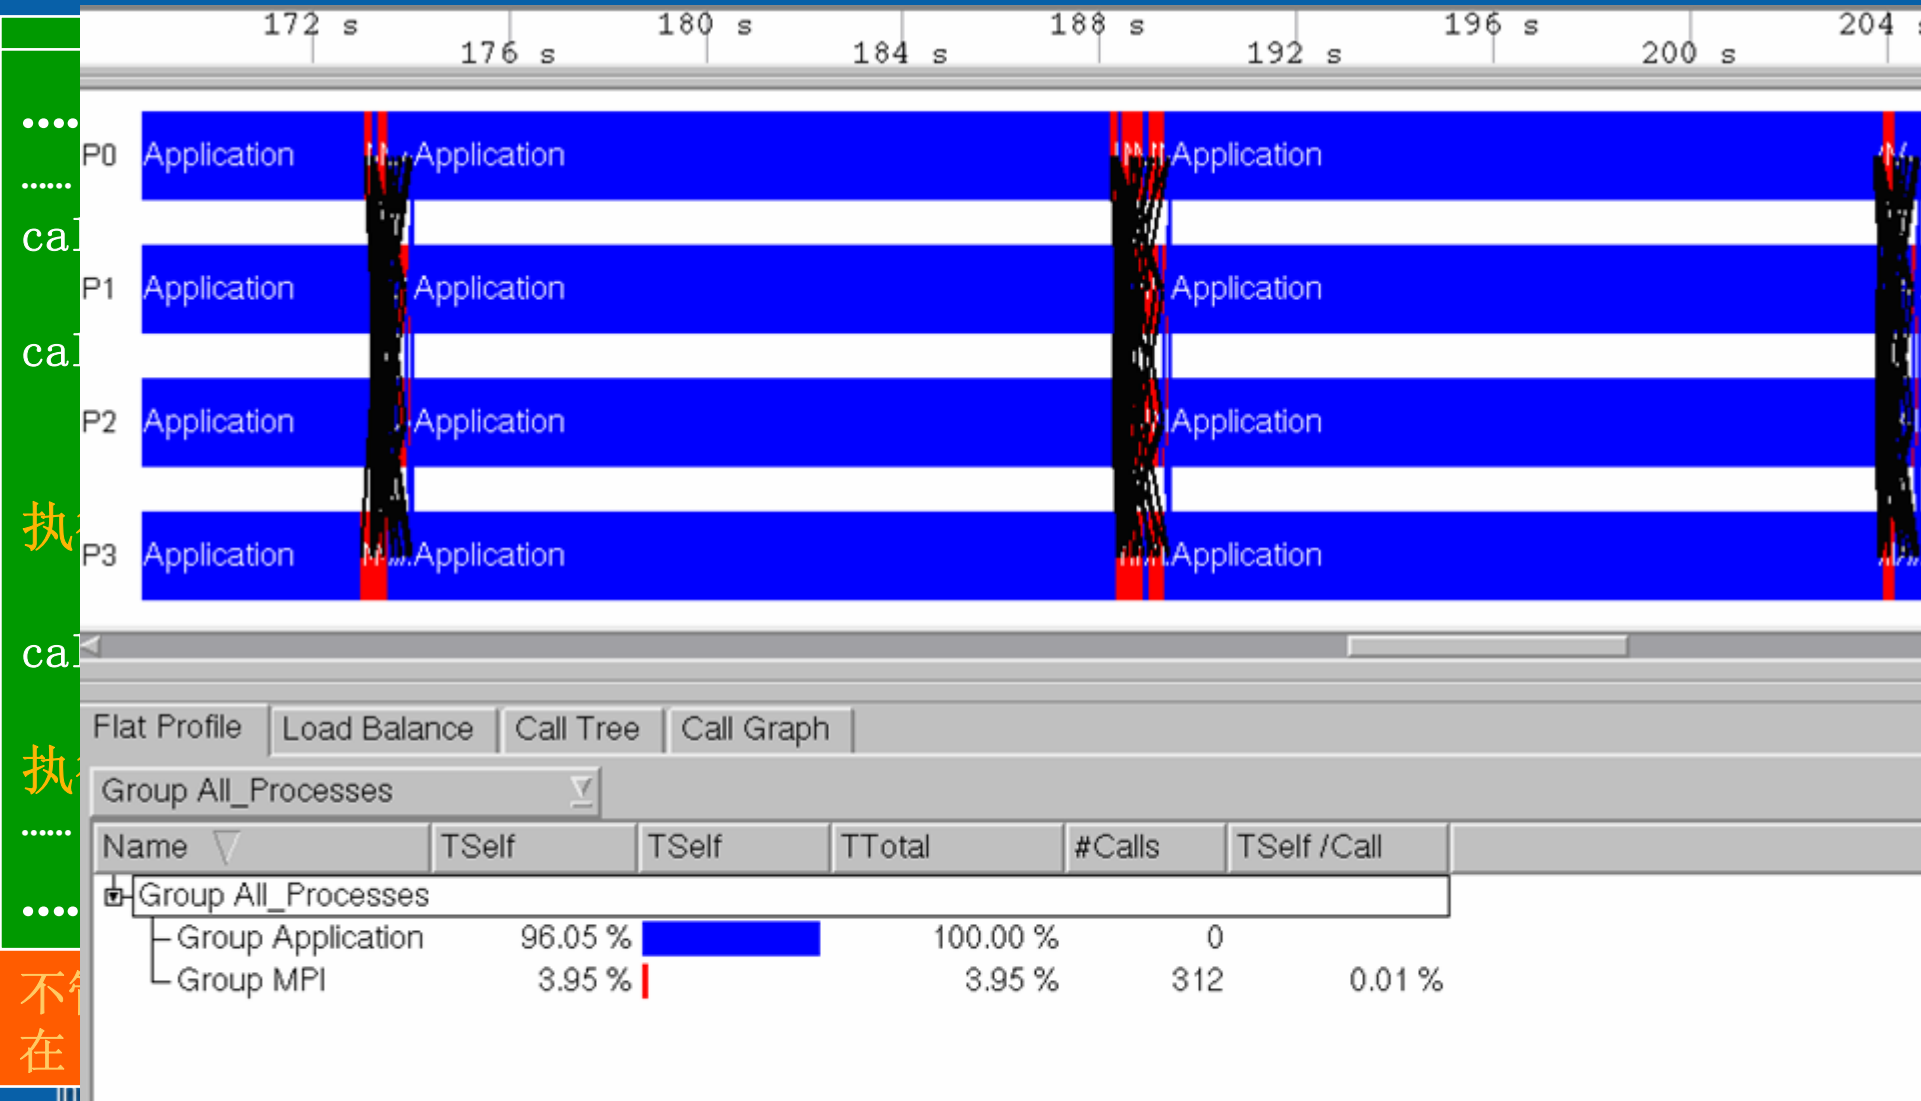 172 s 180 s 188 s 196 s 204
176 s 184 s 192 s 200 s
P0 Application Application Application
P1 Application Application Application
P2 Application Application Application
P3 Application Application Application
Flat Profile Load Balance Call Tree Call Graph
Group All_Processes
Name TSelf TSelf TTotal #Calls TSelf /Call
Group All_Processes
Group Application 96.05 % 100.00 % 0
Group MPI 3.95 % 3.95 % 312 0.01 %
......
......
cal
cal
执
cal
执
......
......
不
在